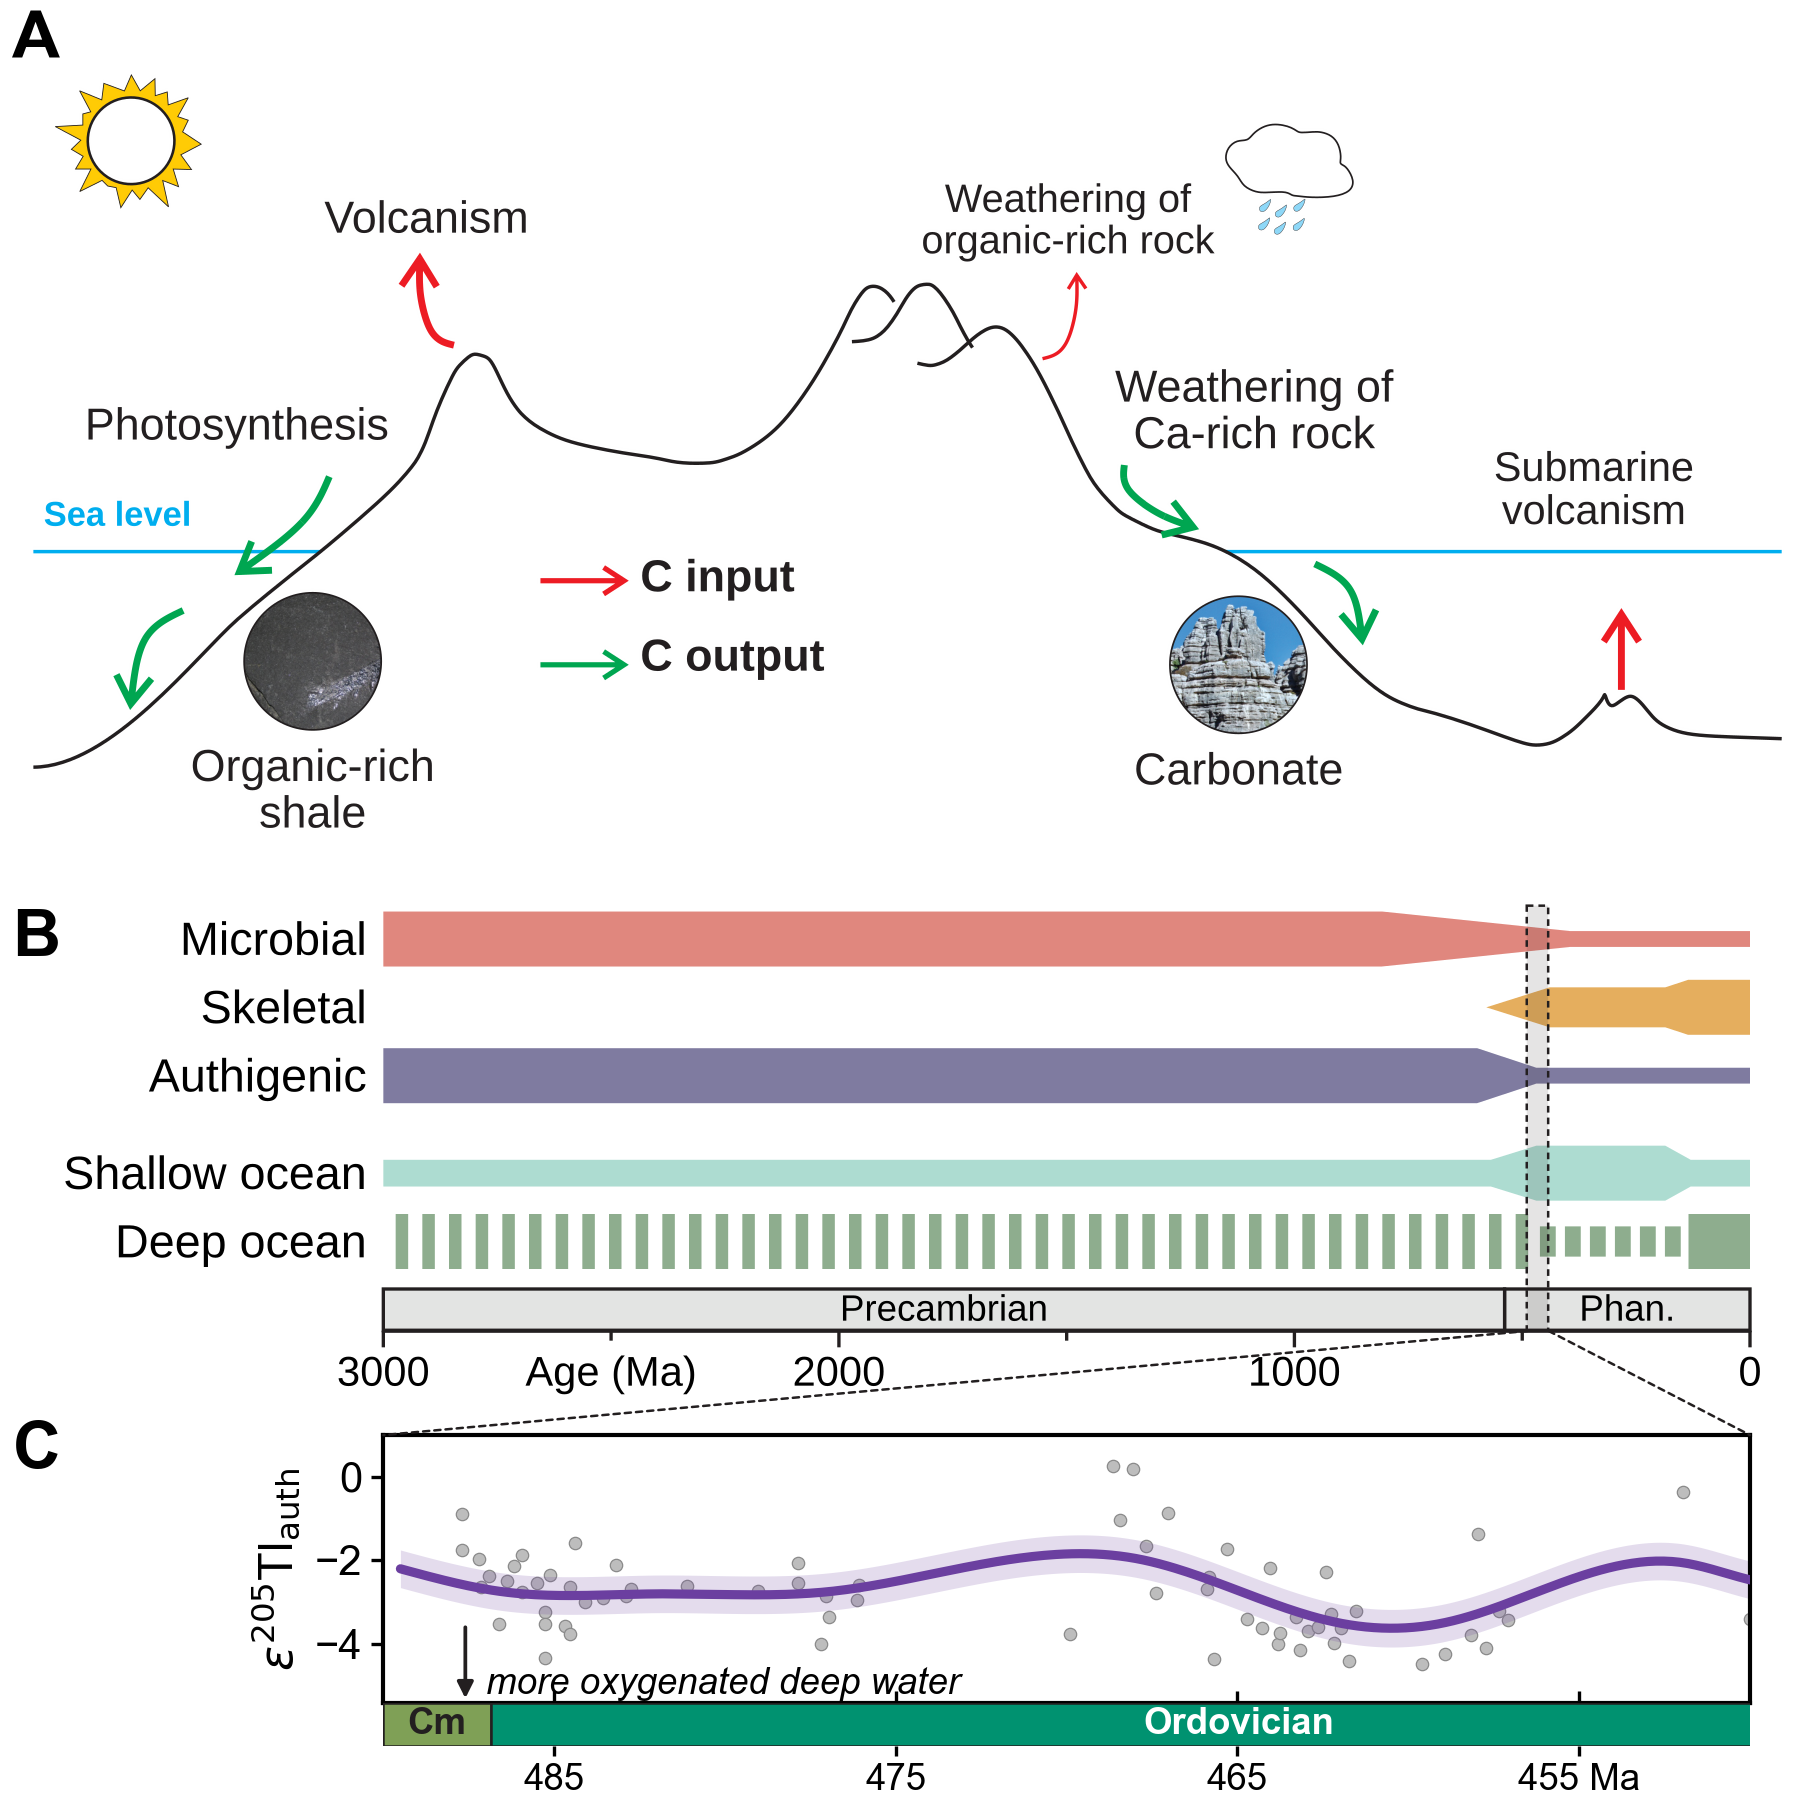 A
Volcanism
Weathering of
organic-rich rock
Photosynthesis
Weathering of
Ca-rich rock
Submarine
volcanism
Sea level
C input
C output
Organic-rich
shale
Carbonate
B
Microbial
Skeletal
Authigenic
Shallow ocean
Deep ocean
Precambrian
Phan.
3000
Age (Ma)
2000
1000
0
C
ε²⁰⁵Tl_auth
0
−2
−4
more oxygenated deep water
Cm
Ordovician
485
475
465
455 Ma